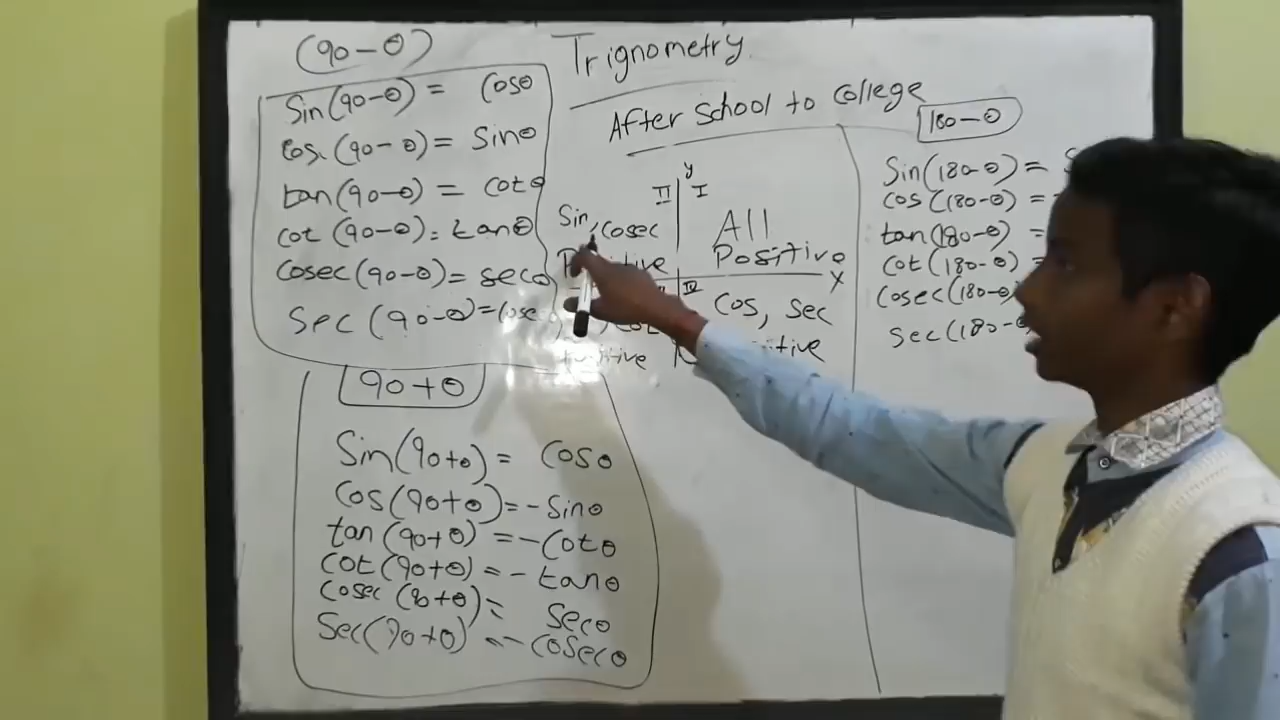 (90-θ)
Sin(90-θ) = Cosθ
Cos(90-θ) = Sinθ
tan(90-θ) = Cotθ
Cot(90-θ) = tanθ
Cosec(90-θ) = Secθ
Sec(90-θ) = Cose
90+θ
Sin(90+θ) = Cosθ
Cos(90+θ) = -Sinθ
tan(90+θ) = -Cotθ
Cot(90+θ) = -tanθ
Cosec(90+θ) = Secθ
Sec(90+θ) = -Cosecθ
Trignometry
After School to College
y
II I
Sin, Cosec
All
Positive
X
IV
Cos, Sec
180-θ
Sin(180-θ) =
Cos(180-θ) = -
tan(180-θ) =
Cot(180-θ) =
Cosec(180-θ)
Sec(180-θ